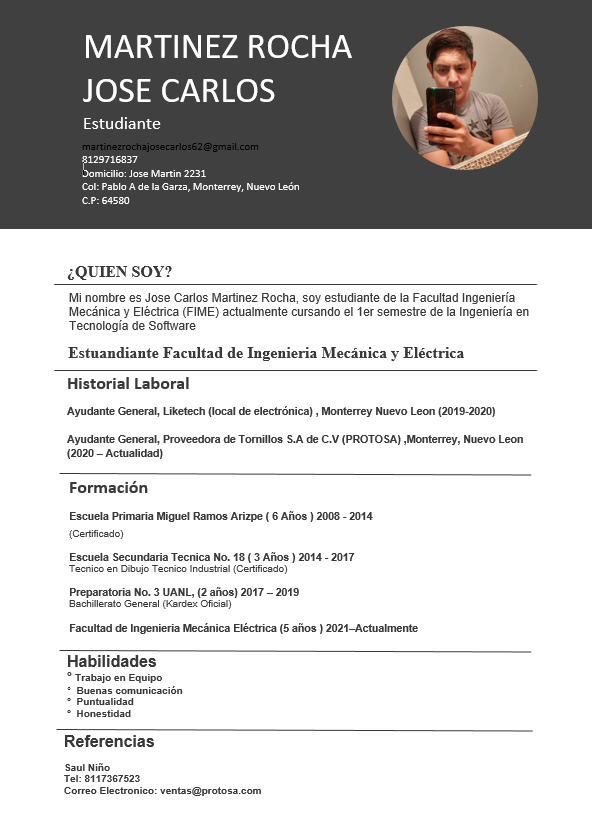 MARTINEZ ROCHA
JOSE CARLOS
Estudiante
martinezrochajosecarlos62@gmail.com
8129716837
Domicilio: Jose Martin 2231
Col: Pablo A de la Garza, Monterrey, Nuevo León
C.P: 64580
¿QUIEN SOY?
Mi nombre es Jose Carlos Martinez Rocha, soy estudiante de la Facultad Ingeniería
Mecánica y Eléctrica (FIME) actualmente cursando el 1er semestre de la Ingeniería en
Tecnología de Software
Estuandiante Facultad de Ingenieria Mecánica y Eléctrica
Historial Laboral
Ayudante General, Liketech (local de electrónica) , Monterrey Nuevo Leon (2019-2020)
Ayudante General, Proveedora de Tornillos S.A de C.V (PROTOSA) ,Monterrey, Nuevo Leon
(2020 – Actualidad)
Formación
Escuela Primaria Miguel Ramos Arizpe ( 6 Años ) 2008 - 2014
(Certificado)
Escuela Secundaria Tecnica No. 18 ( 3 Años ) 2014 - 2017
Tecnico en Dibujo Tecnico Industrial (Certificado)
Preparatoria No. 3 UANL, (2 años) 2017 – 2019
Bachillerato General (Kardex Oficial)
Facultad de Ingenieria Mecánica Eléctrica (5 años ) 2021–Actualmente
Habilidades
° Trabajo en Equipo
° Buenas comunicación
° Puntualidad
° Honestidad
Referencias
Saul Niño
Tel: 8117367523
Correo Electronico: ventas@protosa.com